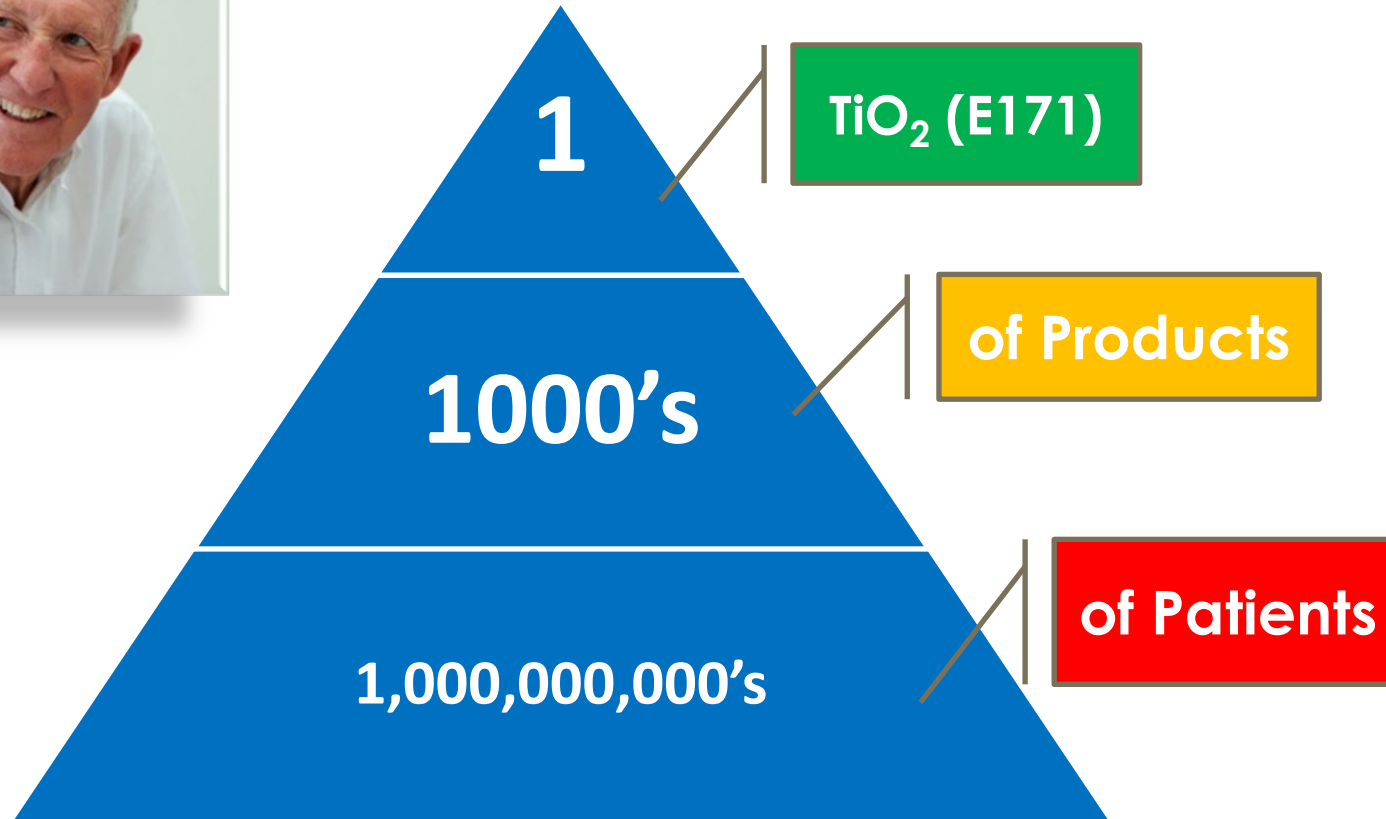 1
TiO₂ (E171)
1000’s
of Products
1,000,000,000’s
of Patients